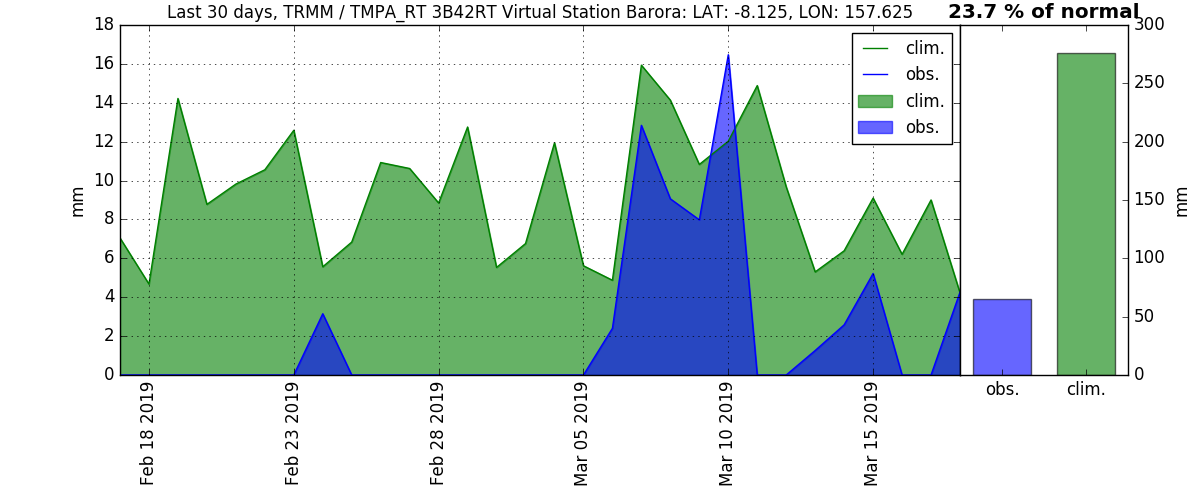 Last 30 days, TRMM / TMPA_RT 3B42RT Virtual Station Barora: LAT: -8.125, LON: 157.625
23.7 % of normal
18
16
14
12
10
8
6
4
2
0
mm
clim.
obs.
clim.
obs.
Feb 18 2019
Feb 23 2019
Feb 28 2019
Mar 05 2019
Mar 10 2019
Mar 15 2019
300
250
200
150
100
50
0
mm
obs.
clim.